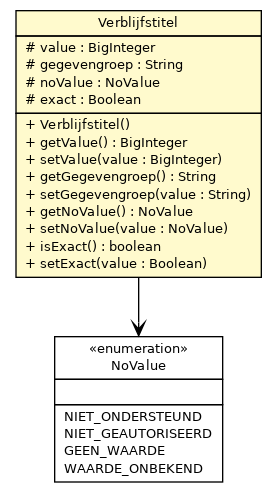 Verblijfstitel
# value : BigInteger
# gegevengroep : String
# noValue : NoValue
# exact : Boolean
+ Verblijfstitel()
+ getValue() : BigInteger
+ setValue(value : BigInteger)
+ getGegevengroep() : String
+ setGegevengroep(value : String)
+ getNoValue() : NoValue
+ setNoValue(value : NoValue)
+ isExact() : boolean
+ setExact(value : Boolean)
«enumeration»
NoValue
NIET_ONDERSTEUND
NIET_GEAUTORISEERD
GEEN_WAARDE
WAARDE_ONBEKEND